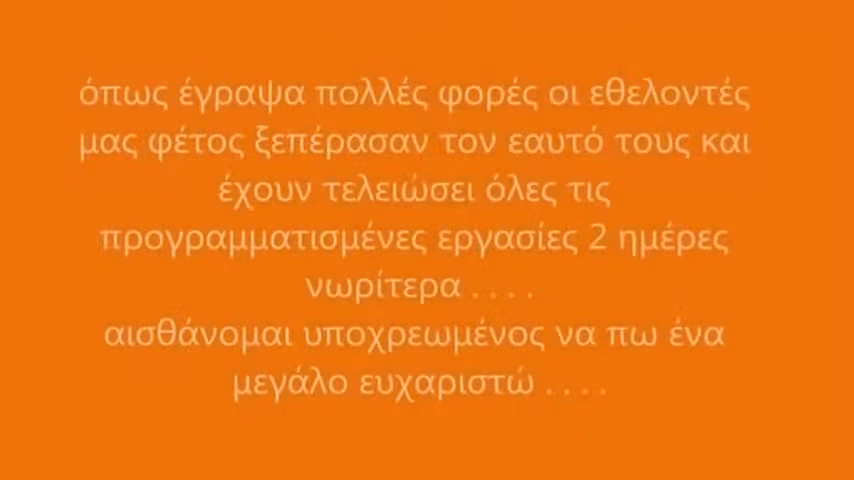 όπως έγραψα πολλές φορές οι εθελοντές
μας φέτος ξεπέρασαν τον εαυτό τους και
έχουν τελειώσει όλες τις
προγραμματισμένες εργασίες 2 ημέρες
νωρίτερα . . . .
αισθάνομαι υποχρεωμένος να πω ένα
μεγάλο ευχαριστώ . . . .